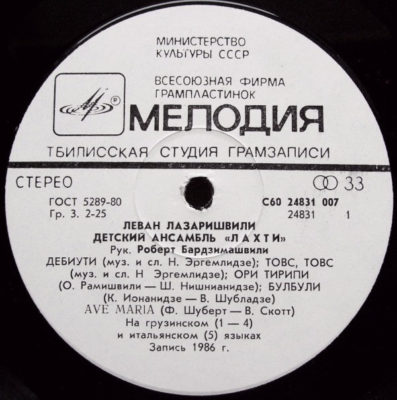 МИНИСТЕРСТВО
КУЛЬТУРЫ СССР
ВСЕСОЮЗНАЯ ФИРМА
ГРАМПЛАСТИНОК
МЕЛОДИЯ
ТБИЛИССКАЯ СТУДИЯ ГРАМЗАПИСИ
СТЕРЕО 33
ГОСТ 5289-80 С60 24831 007
Гр. 3. 2-25 24831 1
ЛЕВАН ЛАЗАРИШВИЛИ
ДЕТСКИЙ АНСАМБЛЬ «ЛАХТИ»
Рук. Роберт Бардзимашвили
ДЕБИУТИ (муз. и сл. Н. Эргемлидзе); ТОВС, ТОВС
(муз. и сл. Н Эргемлидзе); ОРИ ТИРИПИ
(О. Рамишвили — Ш. Нишнианидзе); БУЛБУЛИ
(К. Ионанидзе — В. Шубладзе)
AVE MARIA (Ф. Шуберт — В. Скотт)
На грузинском (1 — 4)
и итальянском (5) языках
Запись 1986 г.